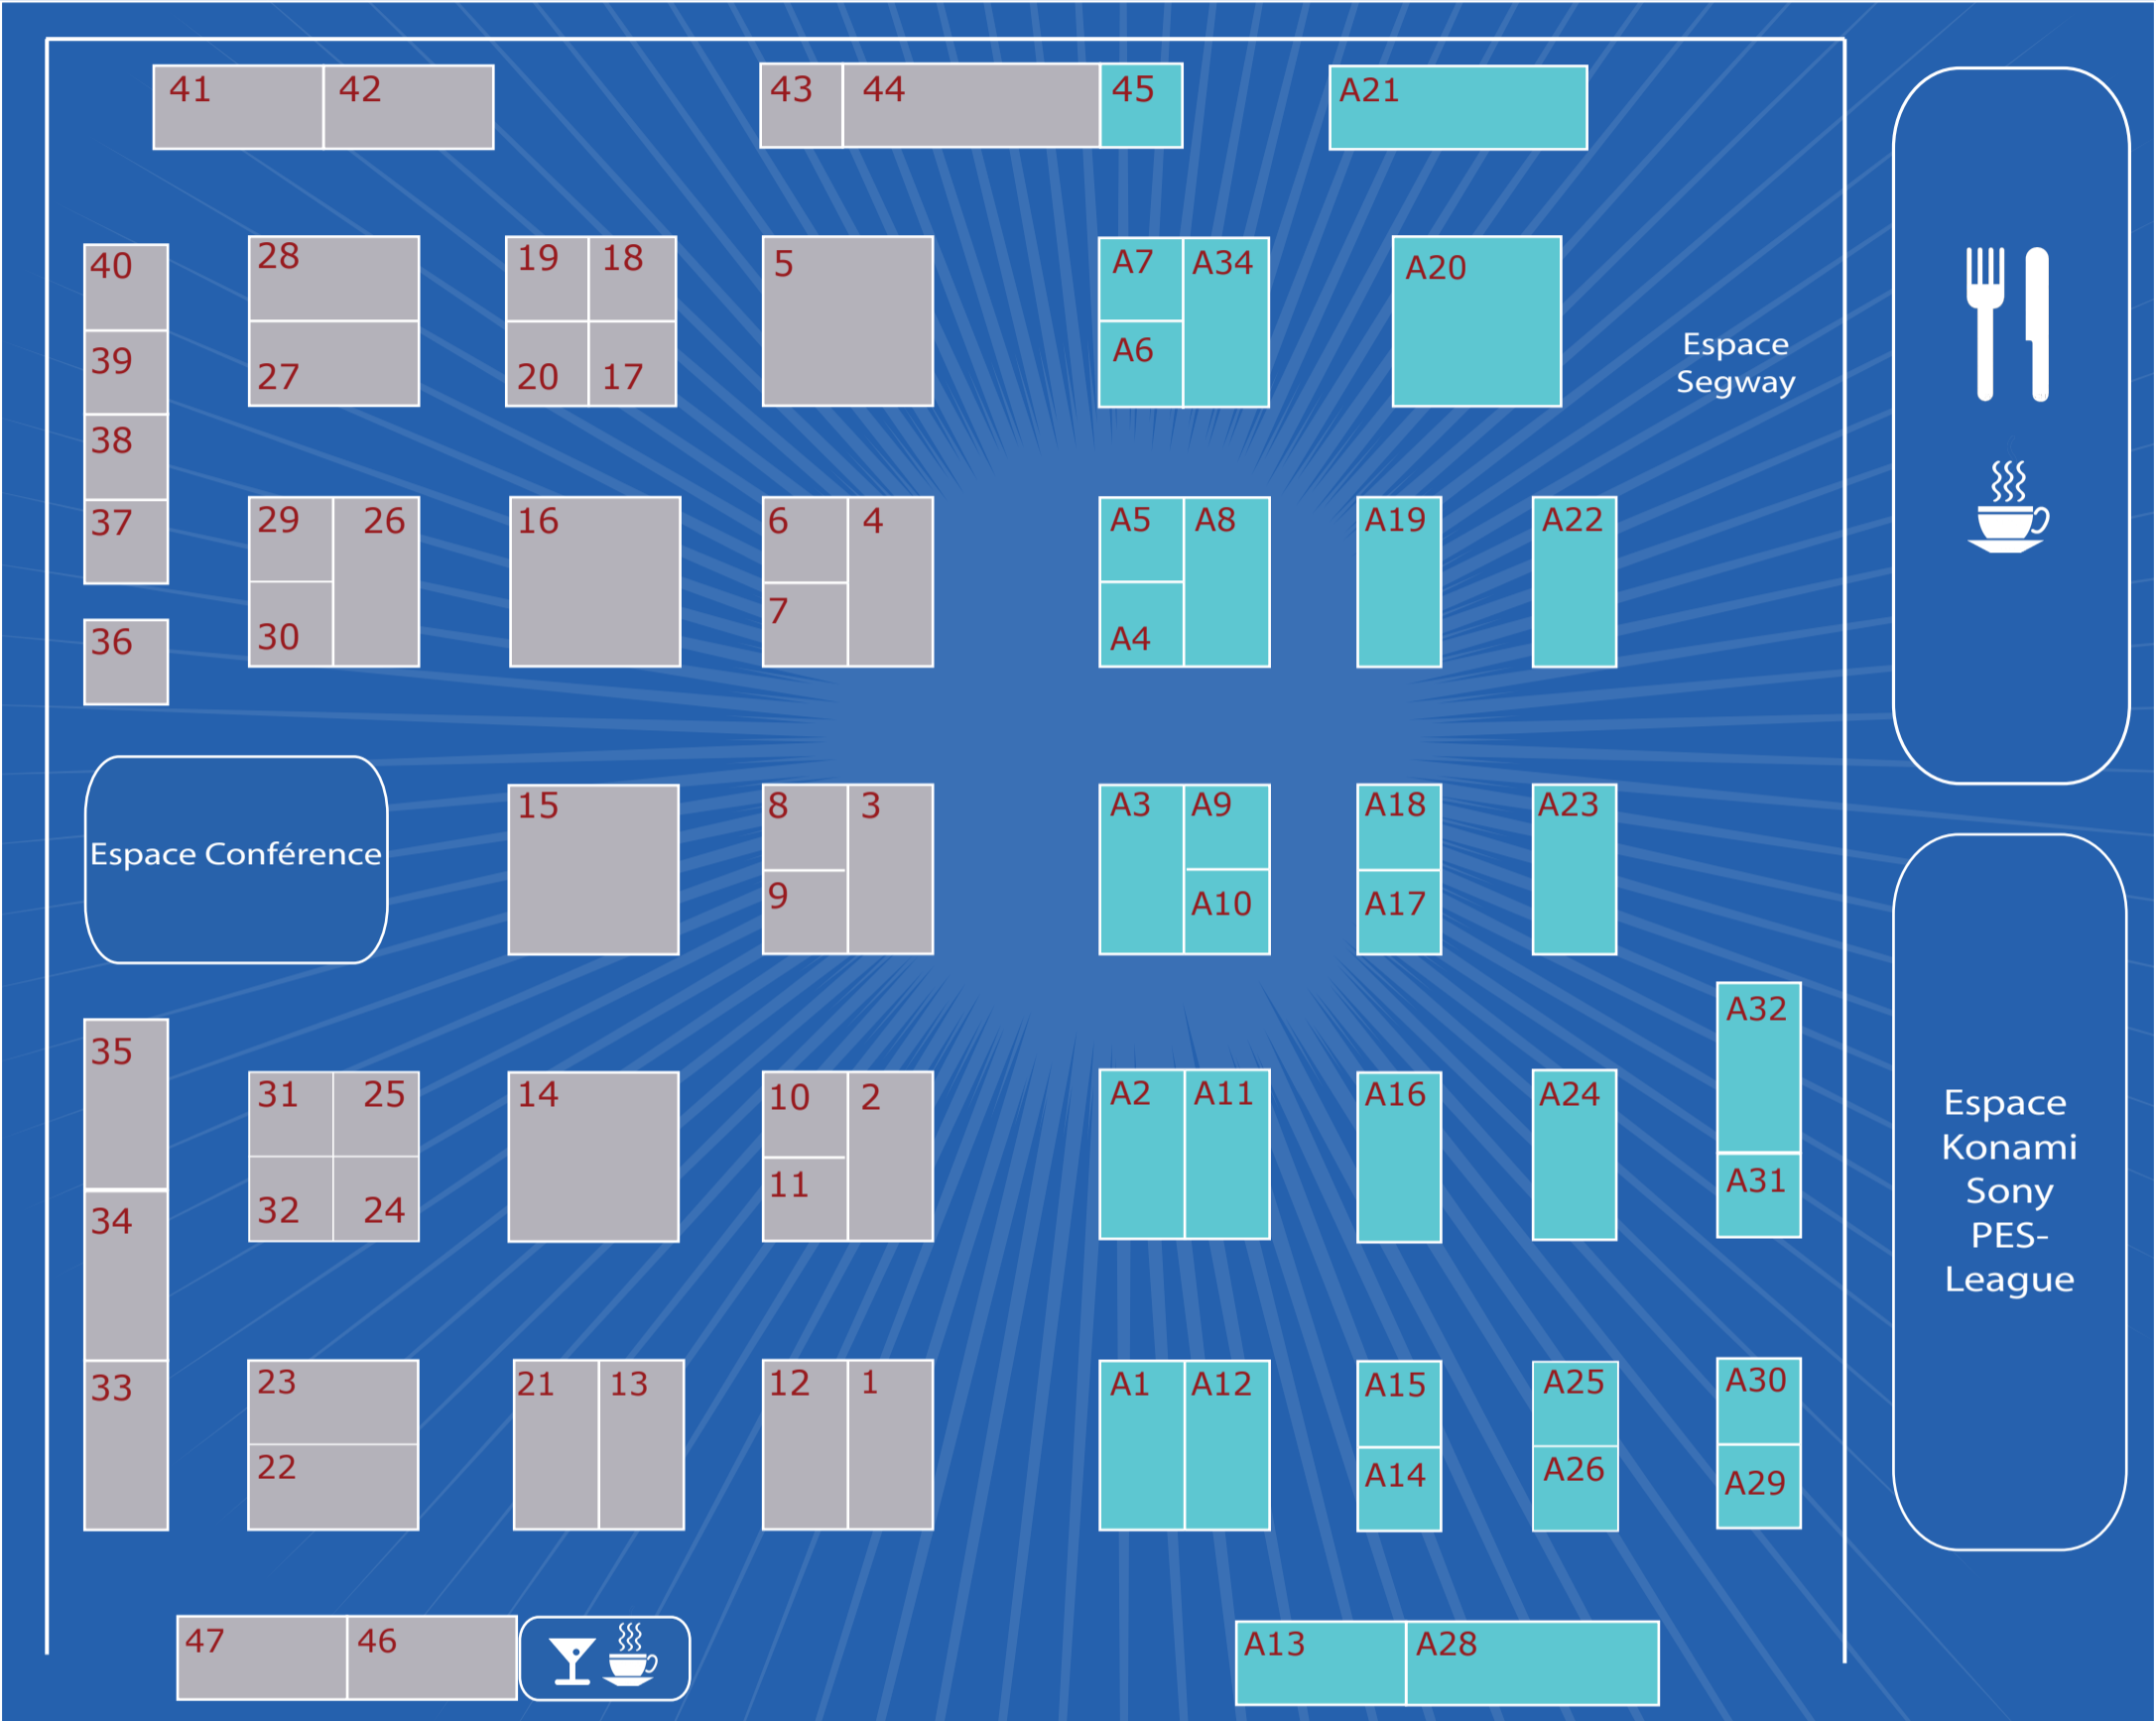 41 42 43 44 45 A21
40 28 19 18 5 A7 A34 A20
39 27 20 17 A6
Espace
Segway
38
37 29 26 16 6 4 A5 A8 A19 A22
36 30 7 A4
15 8 3 A3 A9 A18 A23
Espace Conférence
9 A10 A17
A32
35 31 25 14 10 2 A2 A11 A16 A24
Espace
Konami
Sony
PES-
League
34 32 24 11 A31
33 23 21 13 12 1 A1 A12 A15 A25 A30
22 A14 A26 A29
47 46 A13 A28